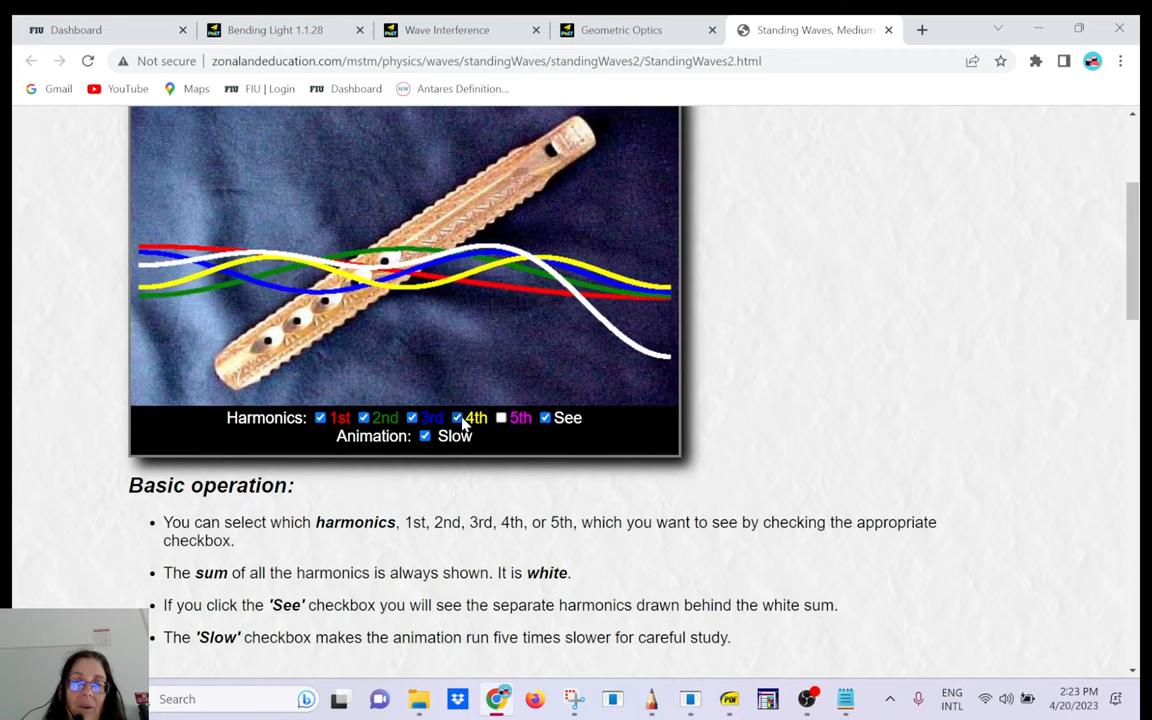 FIU Dashboard
Bending Light 1.1.28
Wave Interference
Geometric Optics
Standing Waves, Medium
Not secure
zonalandeducation.com/mstm/physics/waves/standingWaves/standingWaves2/StandingWaves2.html
Gmail
YouTube
Maps
FIU FIU | Login
FIU Dashboard
Antares Definition...
Harmonics: 1st 2nd 3rd 4th 5th See
Animation: Slow
Basic operation:
• You can select which harmonics, 1st, 2nd, 3rd, 4th, or 5th, which you want to see by checking the appropriate
checkbox.
• The sum of all the harmonics is always shown. It is white.
• If you click the 'See' checkbox you will see the separate harmonics drawn behind the white sum.
• The 'Slow' checkbox makes the animation run five times slower for careful study.
Search
ENG
INTL
2:23 PM
4/20/2023